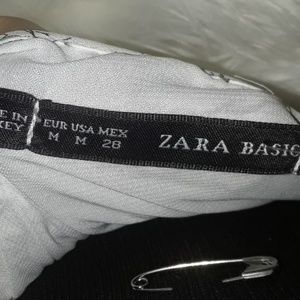 E IN
KEY
EUR USA MEX
M M 28
ZARA BASIC